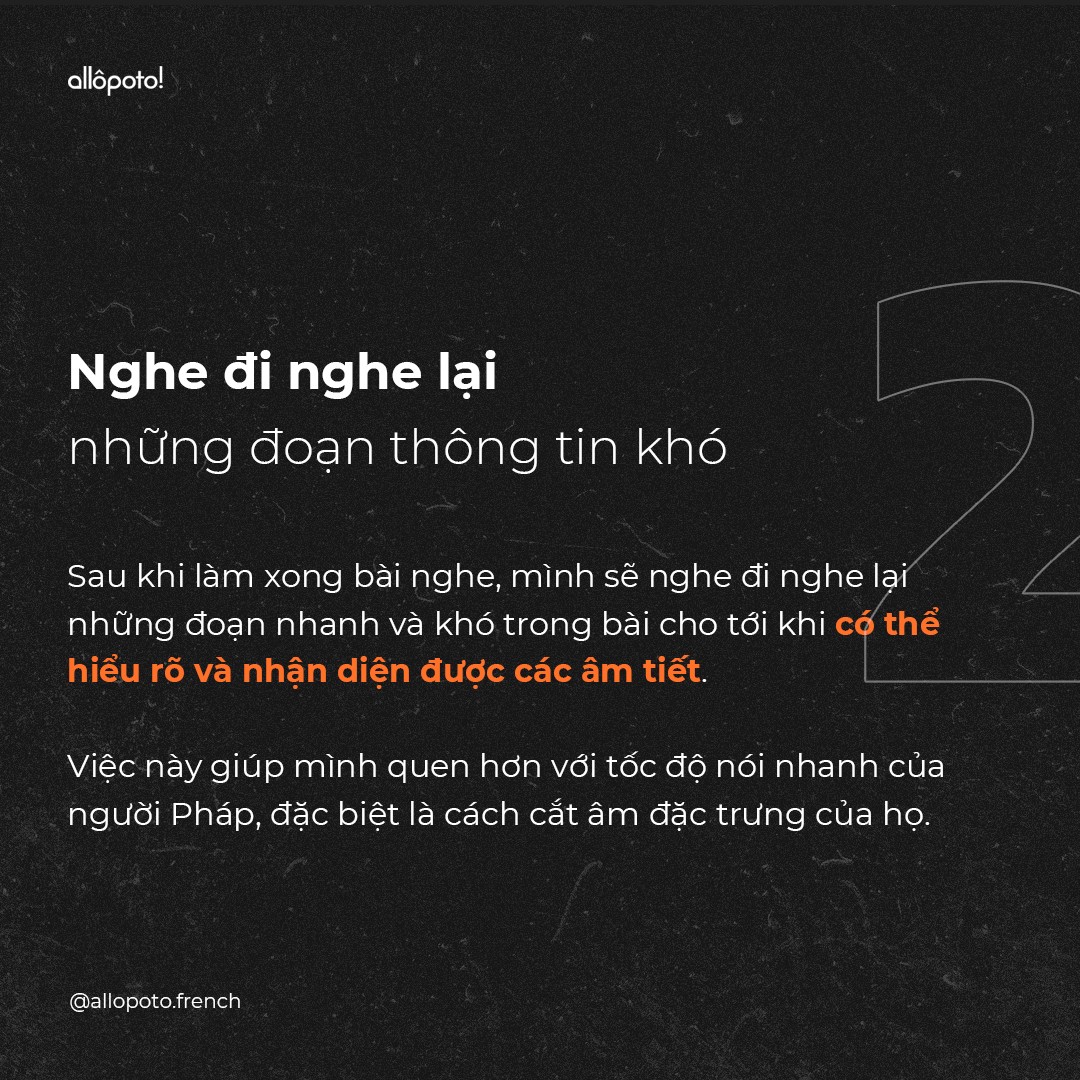 allôpoto!
2
Nghe đi nghe lại
những đoạn thông tin khó
Sau khi làm xong bài nghe, mình sẽ nghe đi nghe lại
những đoạn nhanh và khó trong bài cho tới khi có thể
hiểu rõ và nhận diện được các âm tiết.
Việc này giúp mình quen hơn với tốc độ nói nhanh của
người Pháp, đặc biệt là cách cắt âm đặc trưng của họ.
@allopoto.french